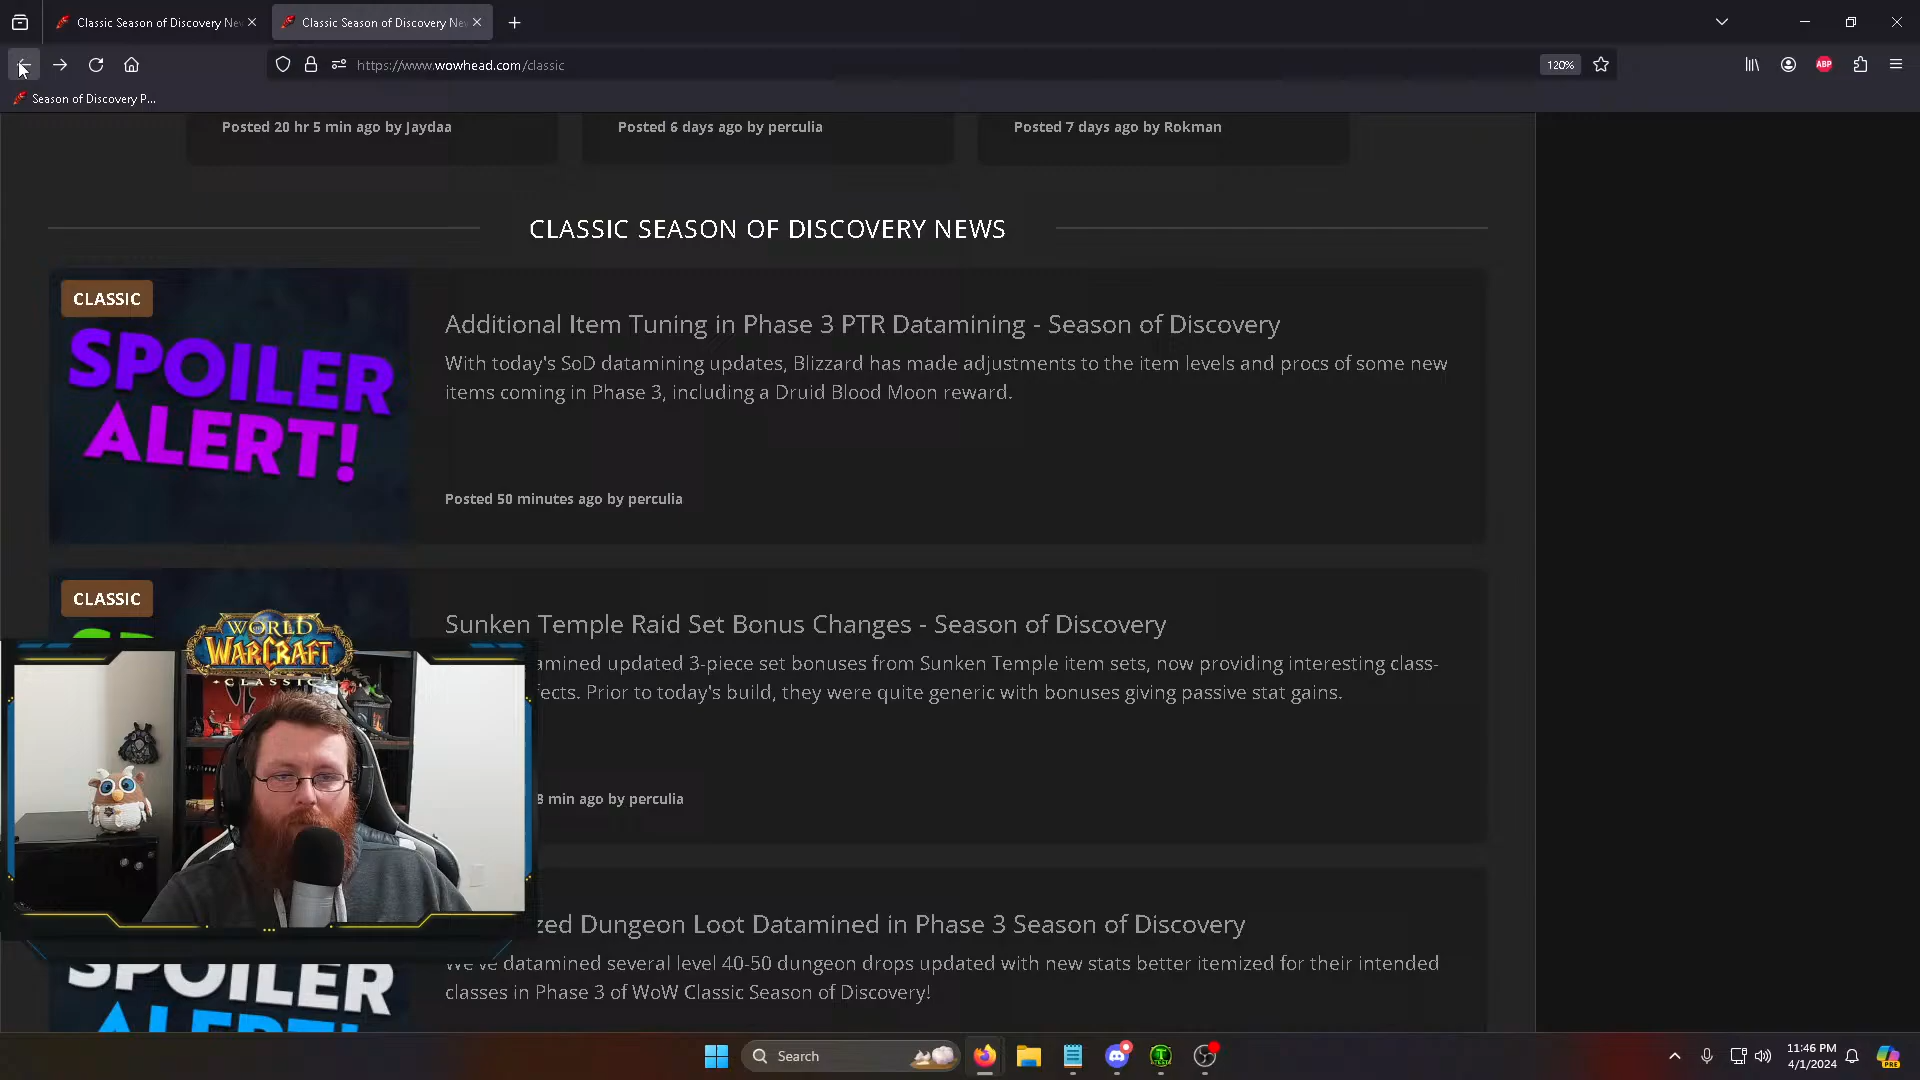 Classic Season of Discovery Ne
Classic Season of Discovery Ne
https://www.wowhead.com/classic
120%
ABP
Season of Discovery P...
Posted 20 hr 5 min ago by Jaydaa
Posted 6 days ago by perculia
Posted 7 days ago by Rokman
CLASSIC SEASON OF DISCOVERY NEWS
CLASSIC
SPOILER
ALERT!
Additional Item Tuning in Phase 3 PTR Datamining - Season of Discovery
With today's SoD datamining updates, Blizzard has made adjustments to the item levels and procs of some new
items coming in Phase 3, including a Druid Blood Moon reward.
Posted 50 minutes ago by perculia
CLASSIC
Sunken Temple Raid Set Bonus Changes - Season of Discovery
amined updated 3-piece set bonuses from Sunken Temple item sets, now providing interesting class-
fects. Prior to today's build, they were quite generic with bonuses giving passive stat gains.
8 min ago by perculia
WORLD
WARCRAFT
CLASSIC
zed Dungeon Loot Datamined in Phase 3 Season of Discovery
We've datamined several level 40-50 dungeon drops updated with new stats better itemized for their intended
classes in Phase 3 of WoW Classic Season of Discovery!
SPOILER
ALERT!
Search
11:46 PM
4/1/2024
PRE